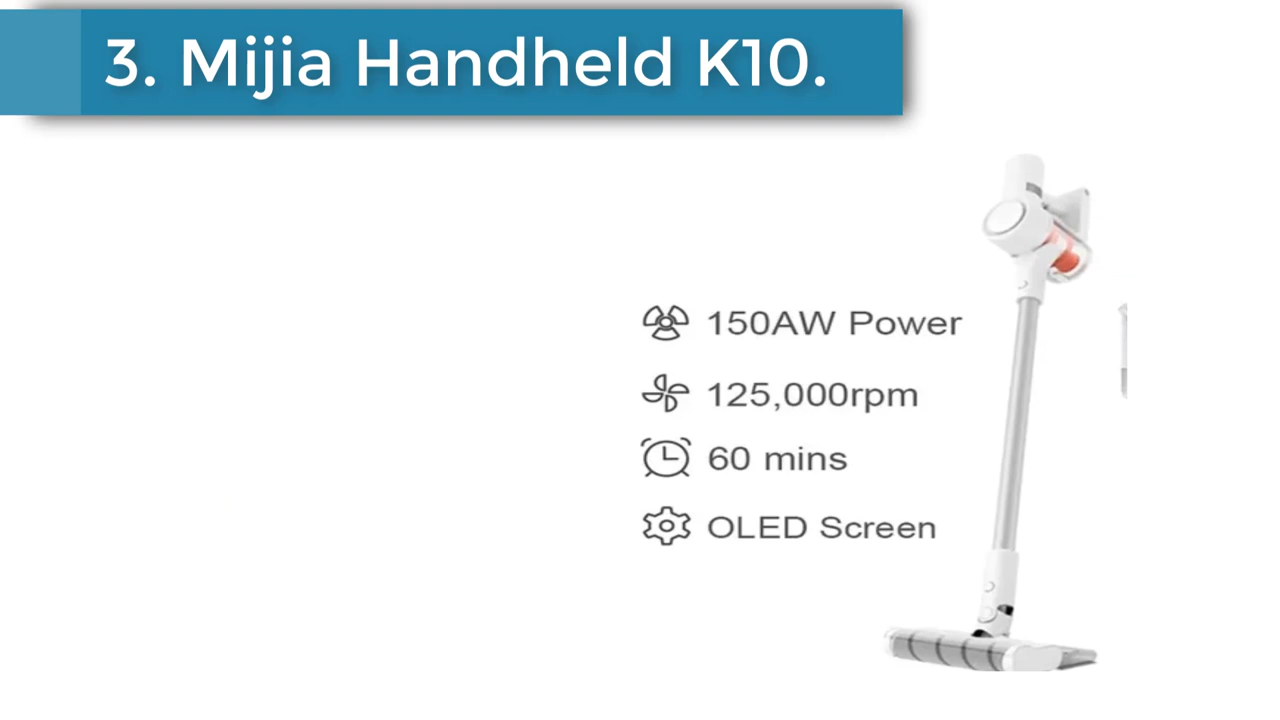 3. Mijia Handheld K10.
150AW Power
125,000rpm
60 mins
OLED Screen